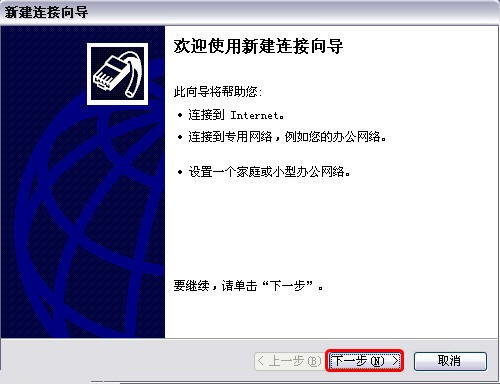 新建连接向导
欢迎使用新建连接向导
此向导将帮助您:
• 连接到 Internet。
• 连接到专用网络，例如您的办公网络。
• 设置一个家庭或小型办公网络。
要继续，请单击“下一步”。
< 上一步(B) 下一步(N) > 取消